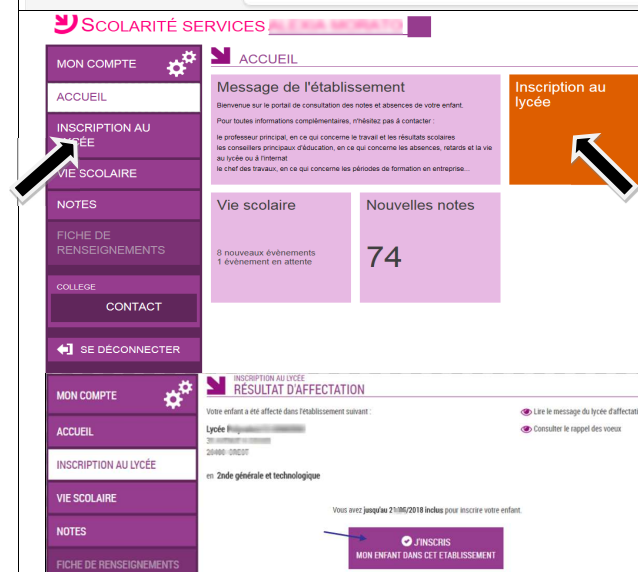 SCOLARITÉ SERVICES
MON COMPTE
ACCUEIL
INSCRIPTION AU
VIE SCOLAIRE
NOTES
FICHE DE
RENSEIGNEMENTS
COLLEGE
CONTACT
SE DÉCONNECTER
ACCUEIL
Message de l'établissement
Bienvenue sur le portail de consultation des notes et absences de votre enfant.
Pour toutes informations complémentaires, n'hésitez pas à contacter :
le professeur principal, en ce qui concerne le travail et les résultats scolaires
les conseillers principaux d'éducation, en ce qui concerne les absences, retards et la vie
au lycée ou à l'internat
le chef des travaux, en ce qui concerne les périodes de formation en entreprise...
Inscription au
lycée
Vie scolaire
8 nouveaux évènements
1 évènement en attente
Nouvelles notes
74
MON COMPTE
ACCUEIL
INSCRIPTION AU LYCÉE
VIE SCOLAIRE
NOTES
FICHE DE RENSEIGNEMENTS
INSCRIPTION AU LYCÉE
RÉSULTAT D'AFFECTATION
Votre enfant a été affecté dans l'établissement suivant :
Lycée
en 2nde générale et technologique
Lire le message du lycée d'affectati
Consulter le rappel des voeux
Vous avez jusqu'au /2018 inclus pour inscrire votre enfant.
J'INSCRIS
MON ENFANT DANS CET ETABLISSEMENT